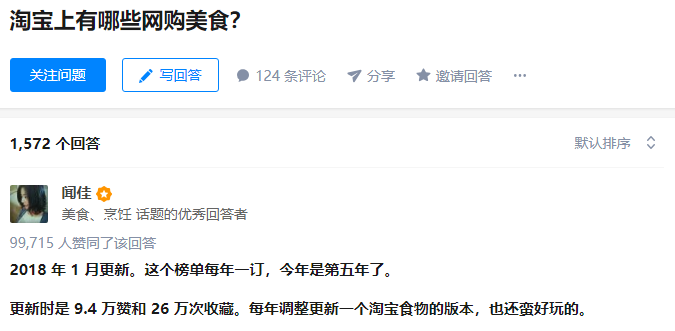 淘宝上有哪些网购美食？
关注问题 写回答 124 条评论 分享 邀请回答 ···
1,572 个回答 默认排序
闻佳
美食、烹饪 话题的优秀回答者
99,715 人赞同了该回答
2018 年 1 月更新。这个榜单每年一订，今年是第五年了。
更新时是 9.4 万赞和 26 万次收藏。每年调整更新一个淘宝食物的版本，也还蛮好玩的。